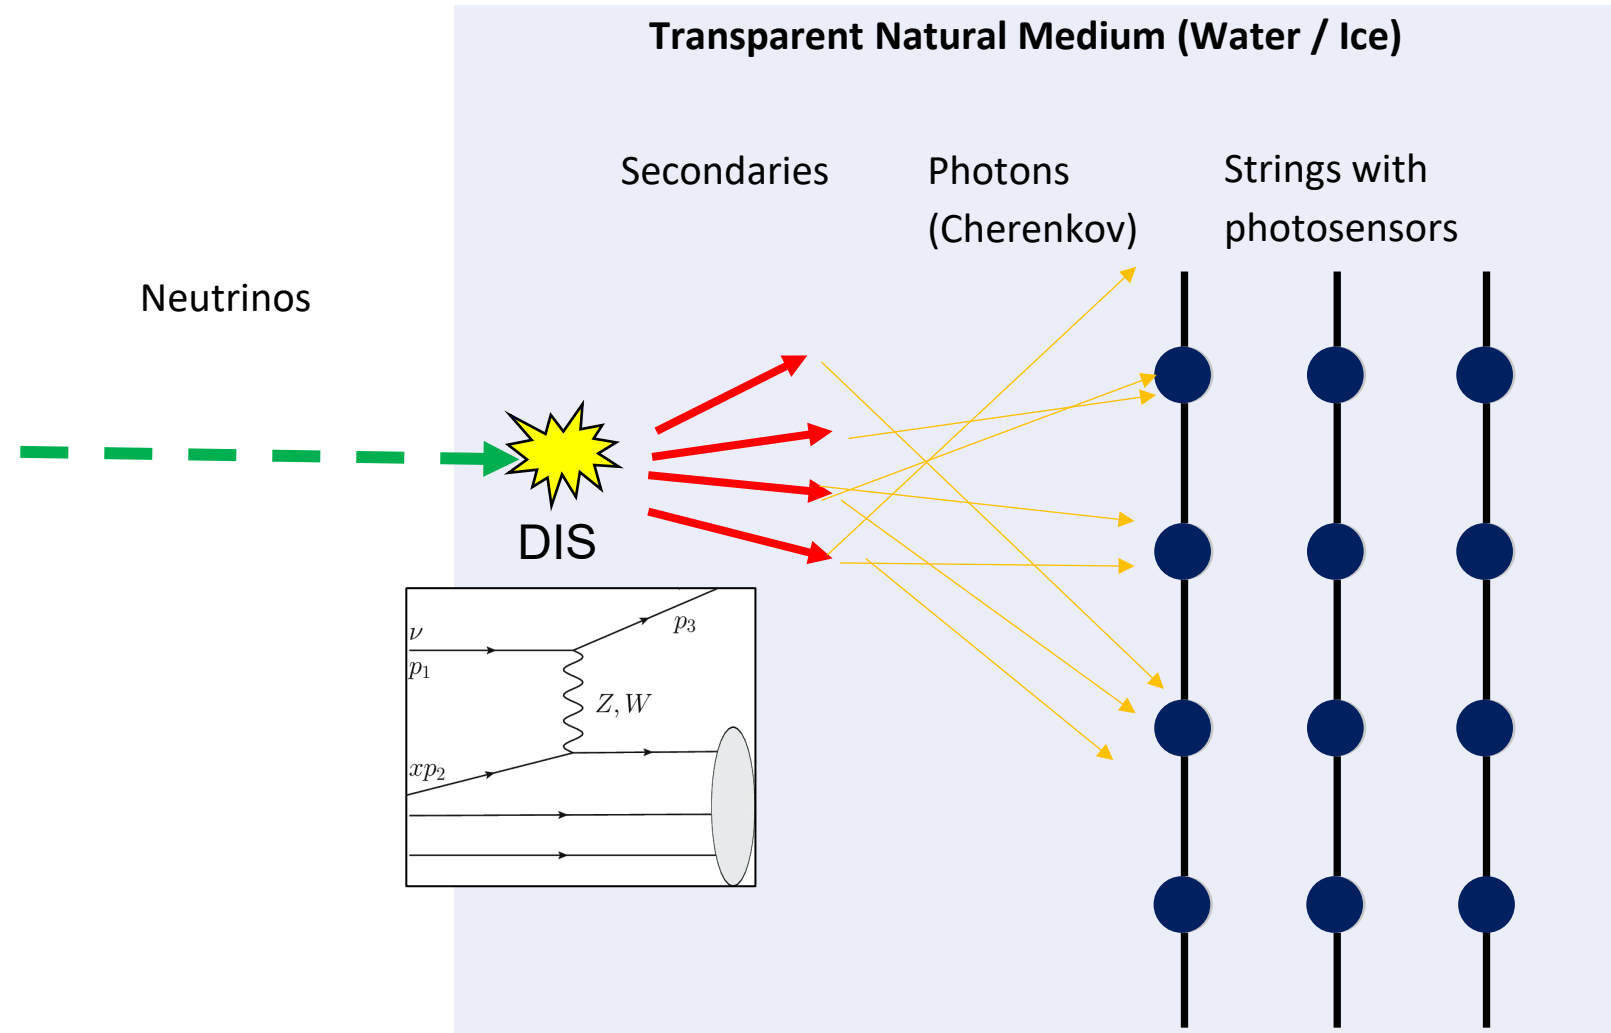 Transparent Natural Medium (Water / Ice)
Secondaries
Photons
(Cherenkov)
Strings with
photosensors
Neutrinos
DIS
ν
p₁
p₃
Z, W
xp₂